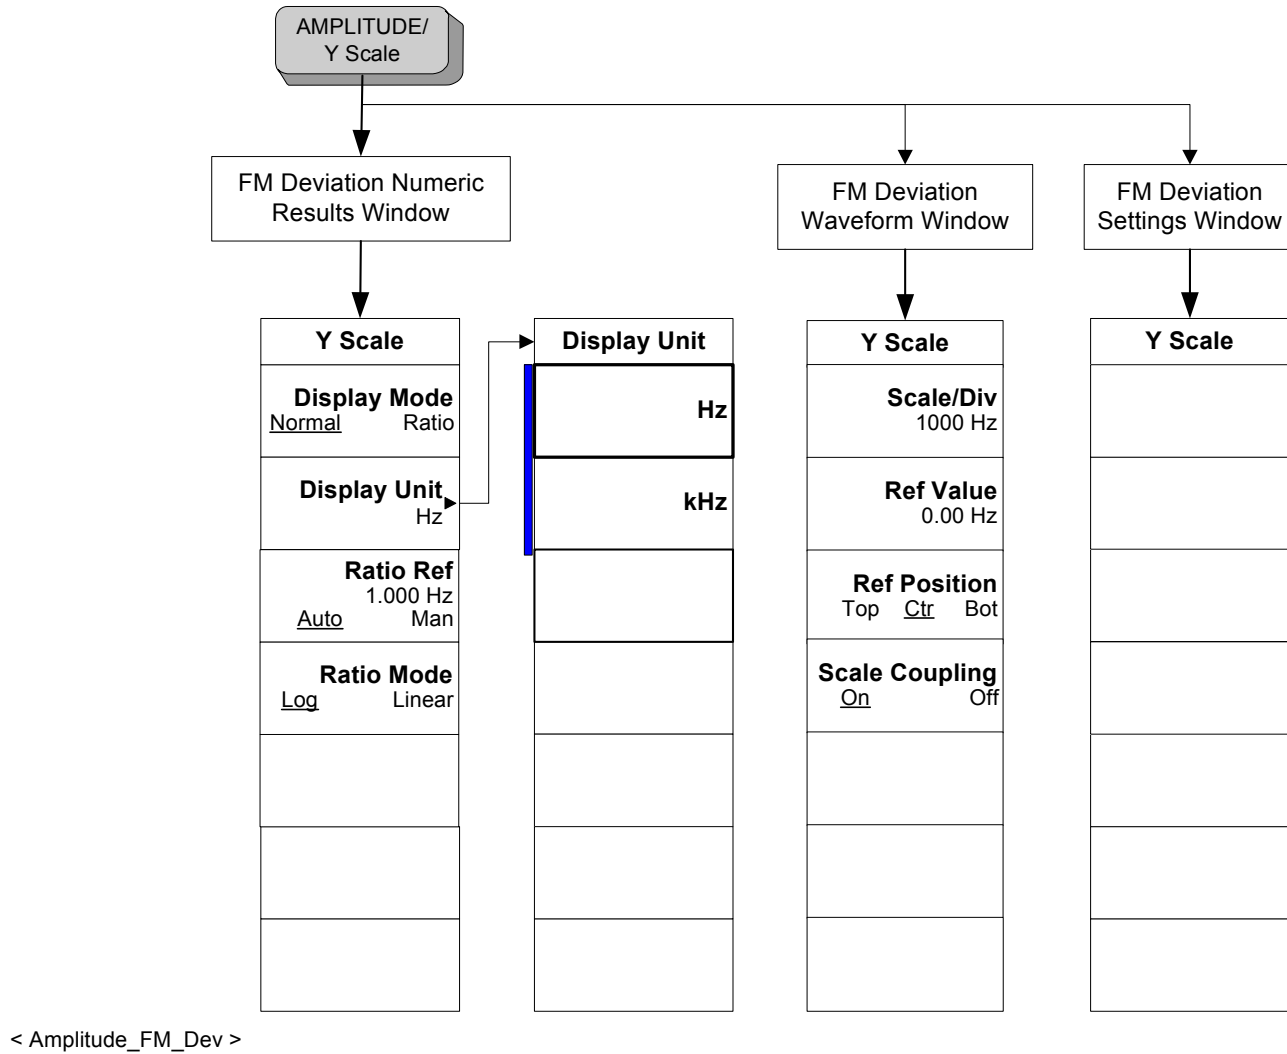 AMPLITUDE/
Y Scale
FM Deviation Numeric
Results Window
FM Deviation
Waveform Window
FM Deviation
Settings Window
Y Scale
Display Mode
Normal Ratio
Display Unit
Hz
Ratio Ref
1.000 Hz
Auto Man
Ratio Mode
Log Linear
Display Unit
Hz
kHz
Y Scale
Scale/Div
1000 Hz
Ref Value
0.00 Hz
Ref Position
Top Ctr Bot
Scale Coupling
On Off
Y Scale
< Amplitude_FM_Dev >